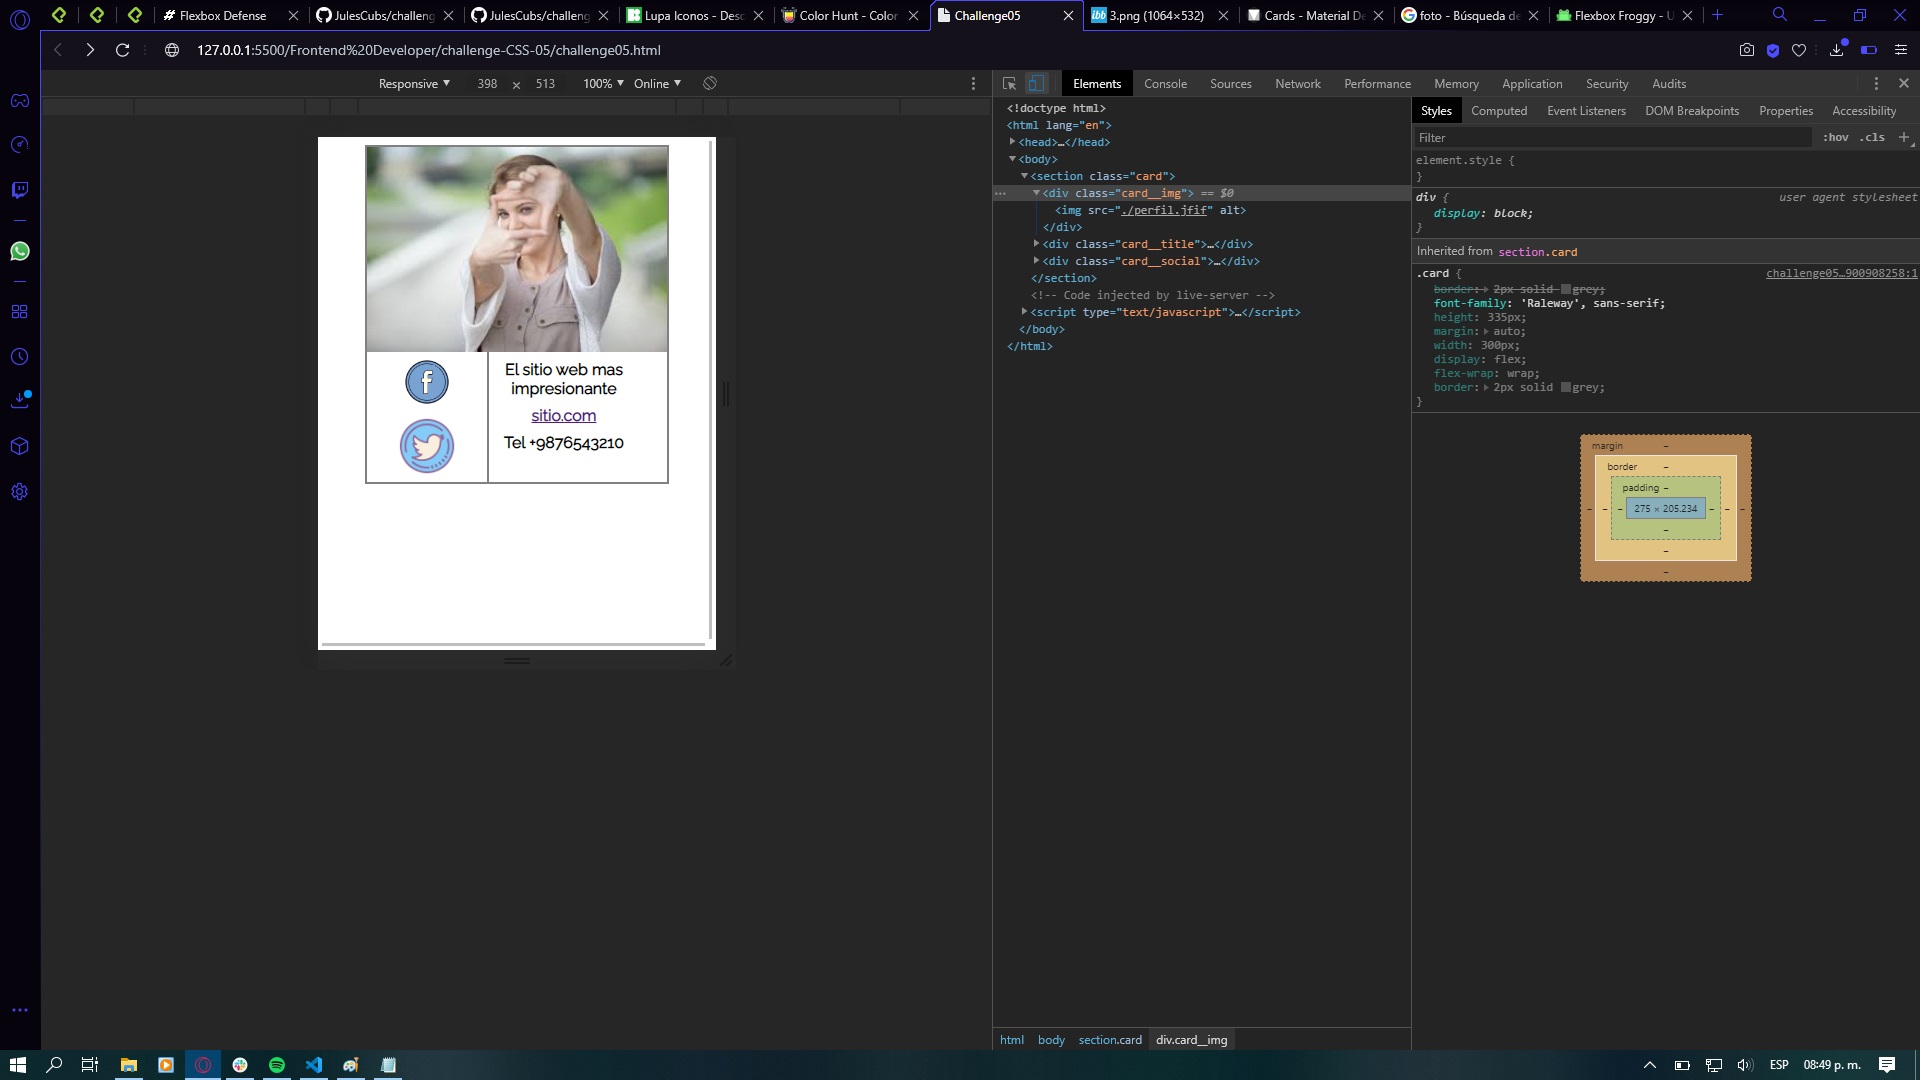 Flexbox Defense
JulesCubs/challeng
JulesCubs/challeng
Lupa Iconos - Desc
Color Hunt - Color
Challenge05
ibb 3.png (1064×532)
Cards - Material De
foto - Búsqueda de
Flexbox Froggy - U
127.0.0.1:5500/Frontend%20Developer/challenge-CSS-05/challenge05.html
Responsive ▼ 398 × 513 100% ▼ Online ▼
Elements Console Sources Network Performance Memory Application Security Audits
<!doctype html>
<html lang="en">
<head>…</head>
<body>
<section class="card">
<div class="card__img"> == $0
<img src="./perfil.jfif" alt>
</div>
<div class="card__title">…</div>
<div class="card__social">…</div>
</section>
<!-- Code injected by live-server -->
<script type="text/javascript">…</script>
</body>
</html>
html body section.card div.card__img
Styles Computed Event Listeners DOM Breakpoints Properties Accessibility
Filter :hov .cls +
element.style {
}
div { user agent stylesheet
display: block;
}
Inherited from section.card
.card { challenge05…900908258:1
border: 2px solid grey;
font-family: 'Raleway', sans-serif;
height: 335px;
margin: auto;
width: 300px;
display: flex;
flex-wrap: wrap;
border: 2px solid grey;
}
margin –
border –
padding –
– – – 275 × 205.234 – – –
–
–
–
f
El sitio web mas
impresionante
sitio.com
Tel +9876543210
ESP 08:49 p. m.